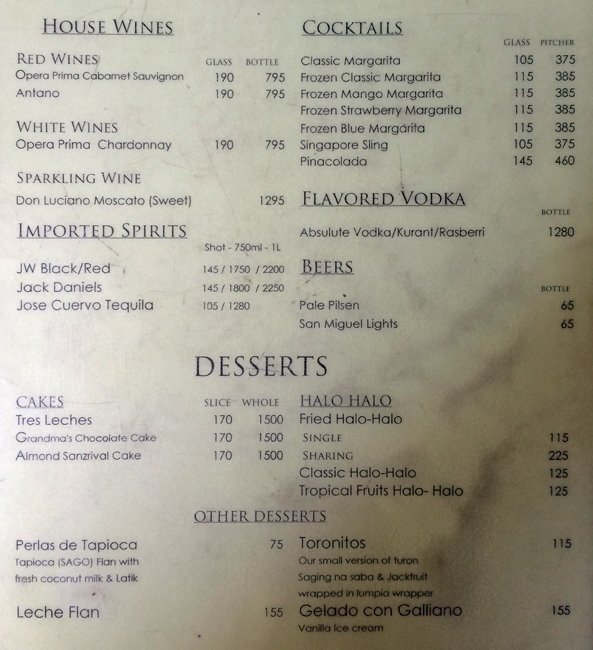 HOUSE WINES
RED WINES GLASS BOTTLE
Opera Prima Cabarnet Sauvignon 190 795
Antano 190 795
WHITE WINES
Opera Prima Chardonnay 190 795
SPARKLING WINE
Don Luciano Moscato (Sweet) 1295
IMPORTED SPIRITS
Shot - 750ml - 1L
JW Black/Red 145 / 1750 / 2200
Jack Daniels 145 / 1800 / 2250
Jose Cuervo Tequila 105 / 1280
COCKTAILS
GLASS PITCHER
Classic Margarita 105 375
Frozen Classic Margarita 115 385
Frozen Mango Margarita 115 385
Frozen Strawberry Margarita 115 385
Frozen Blue Margarita 115 385
Singapore Sling 105 375
Pinacolada 145 460
FLAVORED VODKA
BOTTLE
Absulute Vodka/Kurant/Rasberri 1280
BEERS
BOTTLE
Pale Pilsen 65
San Miguel Lights 65
DESSERTS
CAKES SLICE WHOLE
Tres Leches 170 1500
Grandma's Chocolate Cake 170 1500
Almond Sanzrival Cake 170 1500
HALO HALO
Fried Halo-Halo
SINGLE 115
SHARING 225
Classic Halo-Halo 125
Tropical Fruits Halo- Halo 125
OTHER DESSERTS
Perlas de Tapioca 75
Tapioca (SAGO) Flan with
fresh coconut milk & Latik
Leche Flan 155
Toronitos 115
Our small version of turon
Saging na saba & Jackfruit
wrapped in lumpia wrapper
Gelado con Galliano 155
Vanilla Ice cream